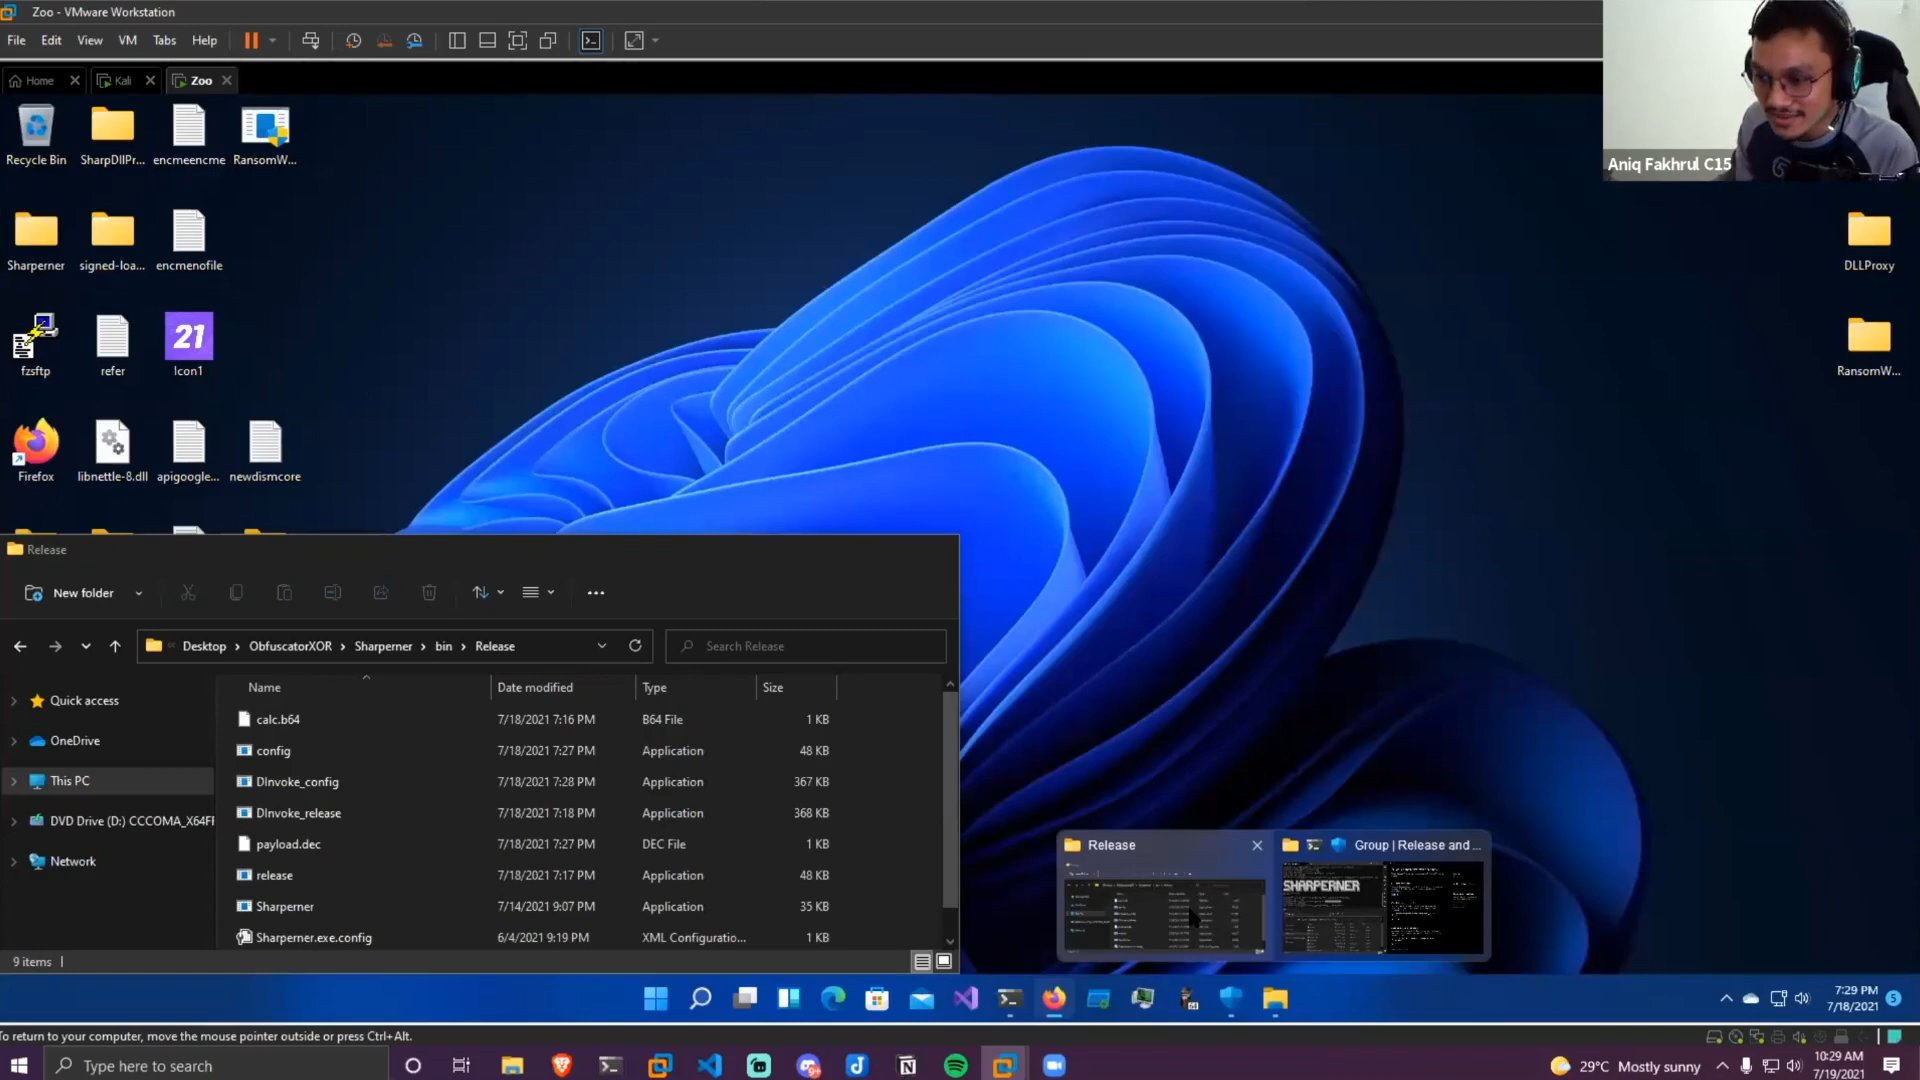 Zoo - VMware Workstation
File Edit View VM Tabs Help
Home Kali Zoo
Aniq Fakhrul C15
Recycle Bin SharpDllPr... encmeencme RansomW...
Sharperner signed-loa... encmenofile
DLLProxy
21
fzsftp refer Icon1
RansomW...
Firefox libnettle-8.dll apigoogle... newdismcore
Release
New folder
Desktop > ObfuscatorXOR > Sharperner > bin > Release
Search Release
Name Date modified Type Size
Quick access
OneDrive
This PC
DVD Drive (D:) CCCOMA_X64FF
Network
calc.b64 7/18/2021 7:16 PM B64 File 1 KB
config 7/18/2021 7:27 PM Application 48 KB
DInvoke_config 7/18/2021 7:28 PM Application 367 KB
DInvoke_release 7/18/2021 7:18 PM Application 368 KB
payload.dec 7/18/2021 7:27 PM DEC File 1 KB
release 7/18/2021 7:17 PM Application 48 KB
Sharperner 7/14/2021 9:07 PM Application 35 KB
Sharperner.exe.config 6/4/2021 9:19 PM XML Configuratio... 1 KB
9 items
Release
Group | Release and ...
SHARPERNER
7:29 PM
7/18/2021
5
To return to your computer, move the mouse pointer outside or press Ctrl+Alt.
Type here to search
29°C Mostly sunny
10:29 AM
7/19/2021